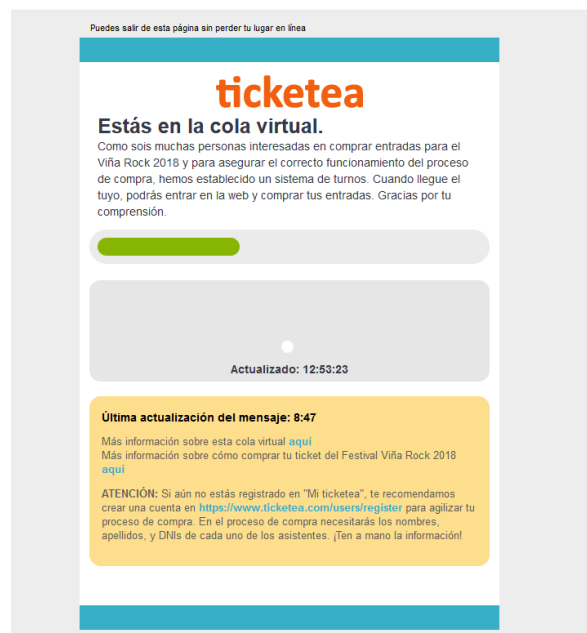 Puedes salir de esta página sin perder tu lugar en línea
ticketea
Estás en la cola virtual.
Como sois muchas personas interesadas en comprar entradas para el
Viña Rock 2018 y para asegurar el correcto funcionamiento del proceso
de compra, hemos establecido un sistema de turnos. Cuando llegue el
tuyo, podrás entrar en la web y comprar tus entradas. Gracias por tu
comprensión.
Actualizado: 12:53:23
Última actualización del mensaje: 8:47
Más información sobre esta cola virtual aquí
Más información sobre cómo comprar tu ticket del Festival Viña Rock 2018
aquí
ATENCIÓN: Si aún no estás registrado en "Mi ticketea", te recomendamos
crear una cuenta en https://www.ticketea.com/users/register para agilizar tu
proceso de compra. En el proceso de compra necesitarás los nombres,
apellidos, y DNIs de cada uno de los asistentes. ¡Ten a mano la información!